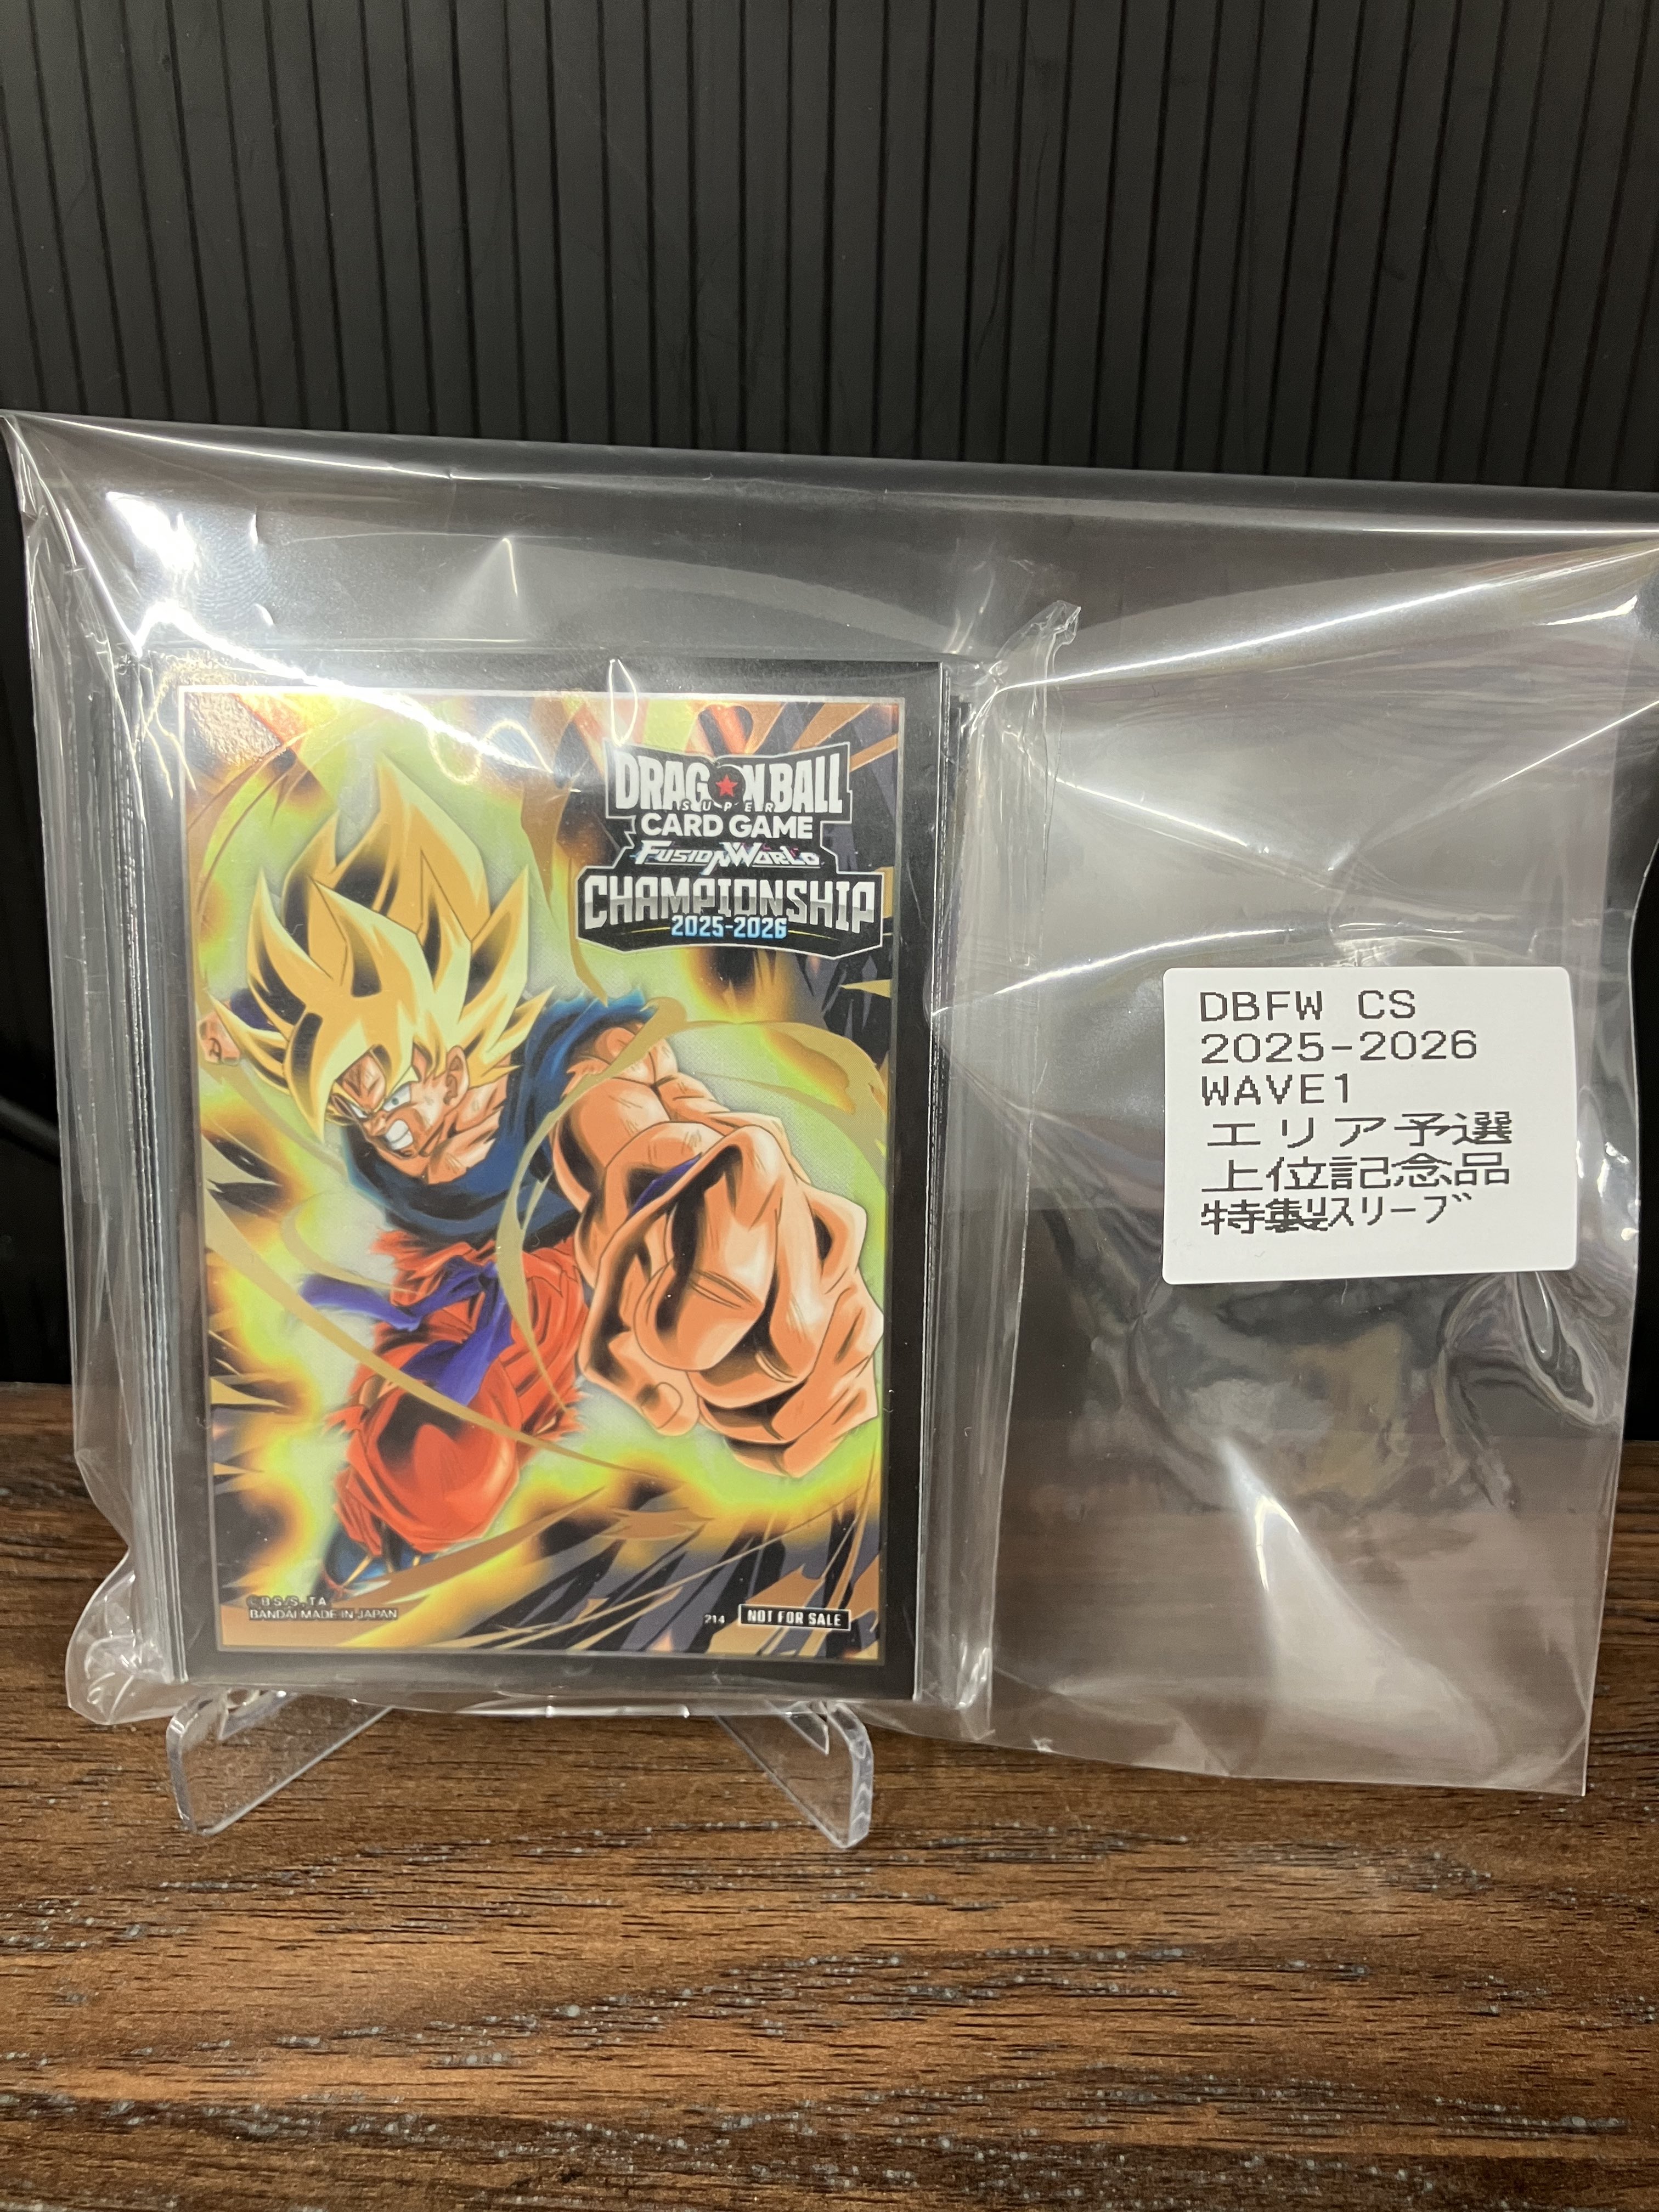 DRAGON BALL
SUPER
CARD GAME
FUSION WORLD
CHAMPIONSHIP
2025-2026
DBFW CS
2025-2026
WAVE1
エリア予選
上位記念品
特製ｽﾘｰﾌﾞ
©BS/S,TA
BANDAI MADE IN JAPAN
214 NOT FOR SALE